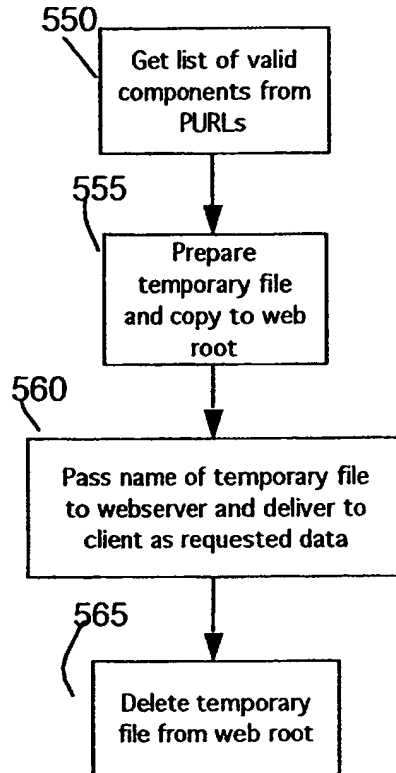 550
Get list of valid
components from
PURLs
555
Prepare
temporary file
and copy to web
root
560
Pass name of temporary file
to webserver and deliver to
client as requested data
565
Delete temporary
file from web root